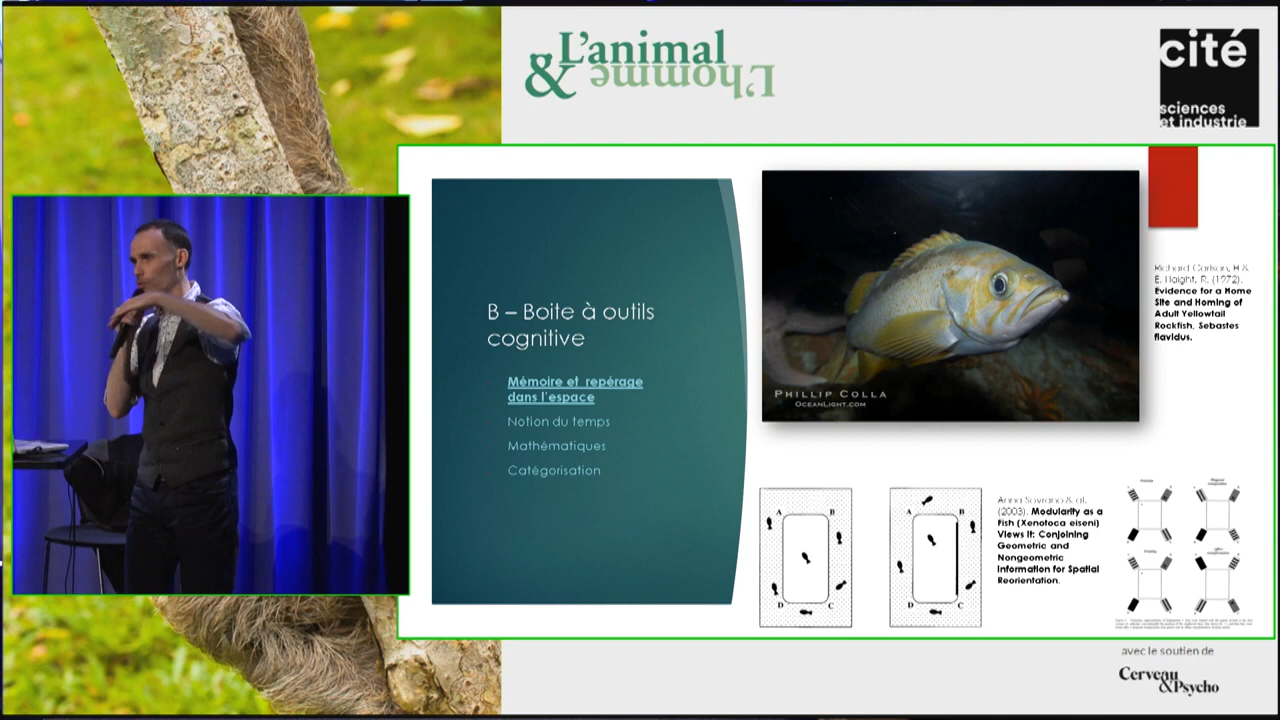 L'animal
& L'homme
cité
sciences
et industrie
B – Boite à outils
cognitive
Mémoire et repérage
dans l'espace
Notion du temps
Mathématiques
Catégorisation
PHILLIP COLLA
OCEANLIGHT.COM
Richard Carlson, H &
E. Haight, R. (1972).
Evidence for a Home
Site and Homing of
Adult Yellowtail
Rockfish, Sebastes
flavidus.
A B
D C
A B
D C
Anna Sovrano & al.
(2003). Modularity as a
Fish (Xenotoca eiseni)
Views It: Conjoining
Geometric and
Nongeometric
Information for Spatial
Reorientation.
avec le soutien de
Cerveau
&Psycho